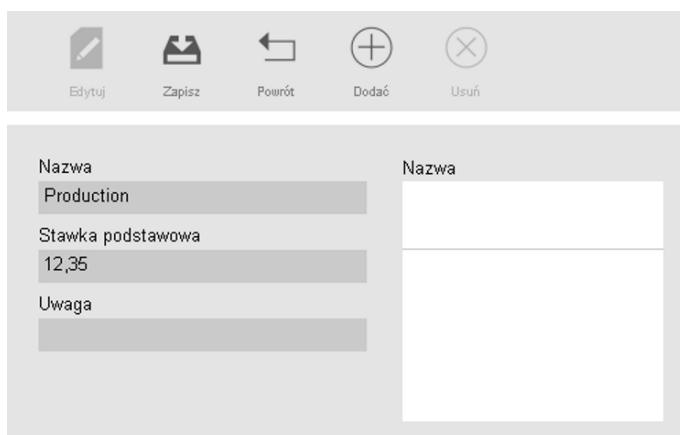 Edytuj Zapisz Powrót Dodać Usuń
Nazwa
Production
Stawka podstawowa
12,35
Uwaga
Nazwa